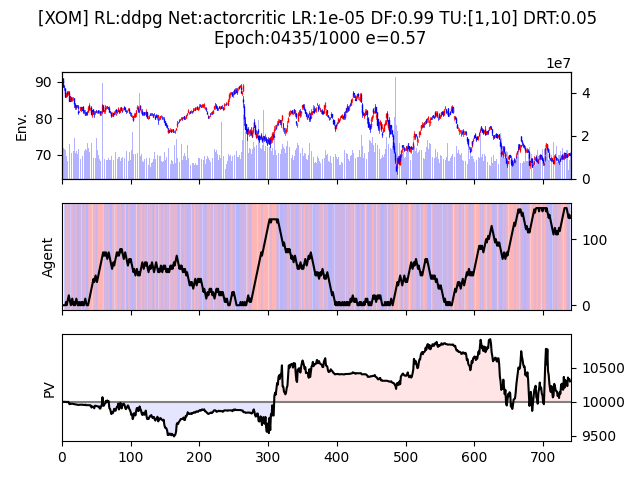 [XOM] RL:ddpg Net:actorcritic LR:1e-05 DF:0.99 TU:[1,10] DRT:0.05
Epoch:0435/1000 e=0.57
1e7
90
80
70
Env.
4
2
0
Agent
100
0
PV
10500
10000
9500
0 100 200 300 400 500 600 700